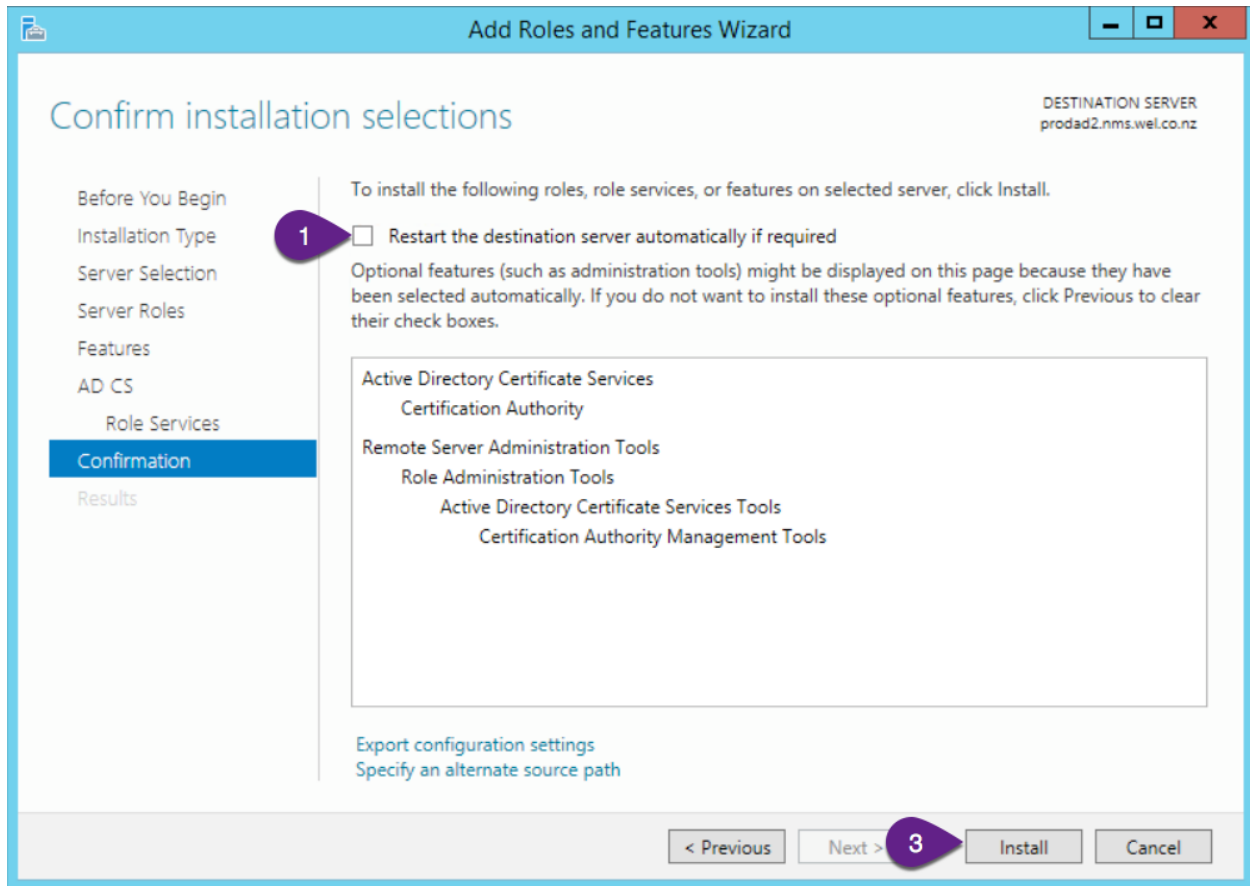 Add Roles and Features Wizard
X
Confirm installation selections
DESTINATION SERVER
prodad2.nms.wel.co.nz
Before You Begin
Installation Type
Server Selection
Server Roles
Features
AD CS
Role Services
Confirmation
Results
To install the following roles, role services, or features on selected server, click Install.
1
Restart the destination server automatically if required
Optional features (such as administration tools) might be displayed on this page because they have
been selected automatically. If you do not want to install these optional features, click Previous to clear
their check boxes.
Active Directory Certificate Services
Certification Authority
Remote Server Administration Tools
Role Administration Tools
Active Directory Certificate Services Tools
Certification Authority Management Tools
Export configuration settings
Specify an alternate source path
< Previous
Next >
3
Install
Cancel